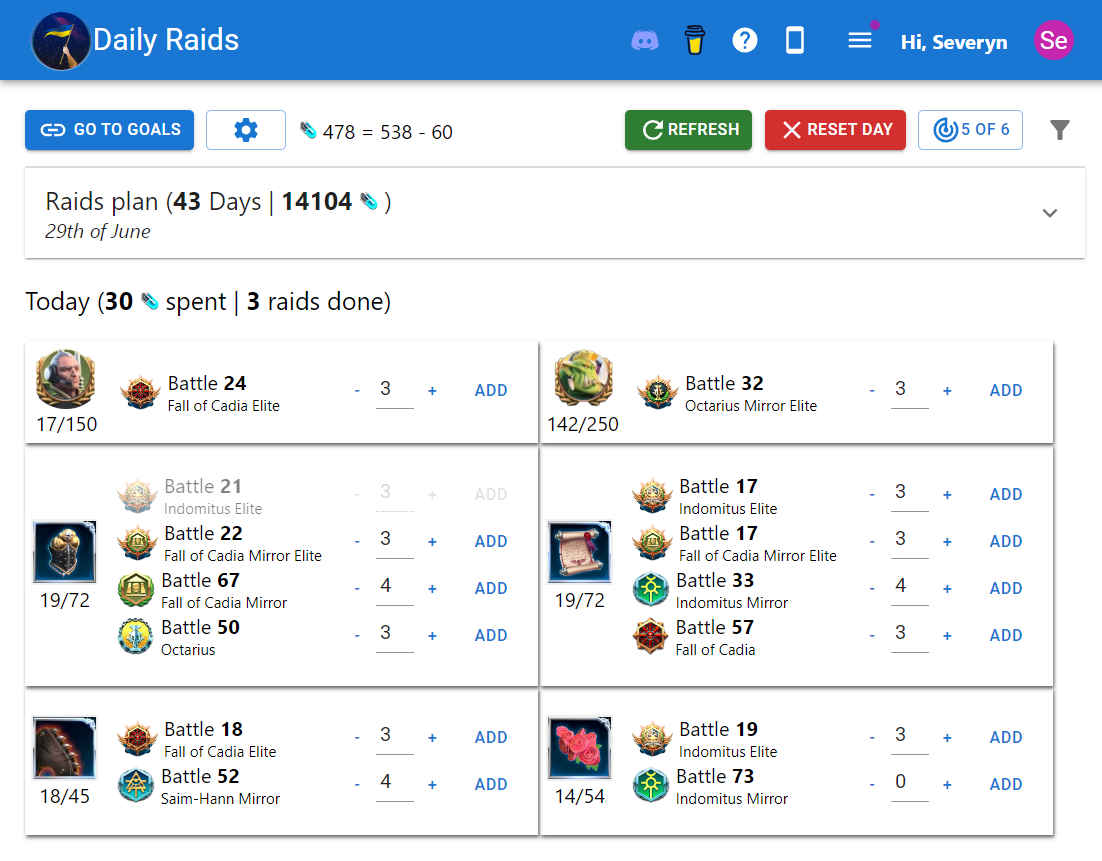 Daily Raids
Hi, Severyn
Se
GO TO GOALS
478 = 538 - 60
REFRESH
RESET DAY
5 OF 6
Raids plan (43 Days | 14104 )
29th of June
Today (30 spent | 3 raids done)
17/150
Battle 24
Fall of Cadia Elite
- 3 + ADD
142/250
Battle 32
Octarius Mirror Elite
- 3 + ADD
19/72
Battle 21
Indomitus Elite
- 3 + ADD
Battle 22
Fall of Cadia Mirror Elite
- 3 + ADD
Battle 67
Fall of Cadia Mirror
- 4 + ADD
Battle 50
Octarius
- 3 + ADD
19/72
Battle 17
Indomitus Elite
- 3 + ADD
Battle 17
Fall of Cadia Mirror Elite
- 3 + ADD
Battle 33
Indomitus Mirror
- 4 + ADD
Battle 57
Fall of Cadia
- 3 + ADD
18/45
Battle 18
Fall of Cadia Elite
- 3 + ADD
Battle 52
Saim-Hann Mirror
- 4 + ADD
14/54
Battle 19
Indomitus Elite
- 3 + ADD
Battle 73
Indomitus Mirror
- 0 + ADD